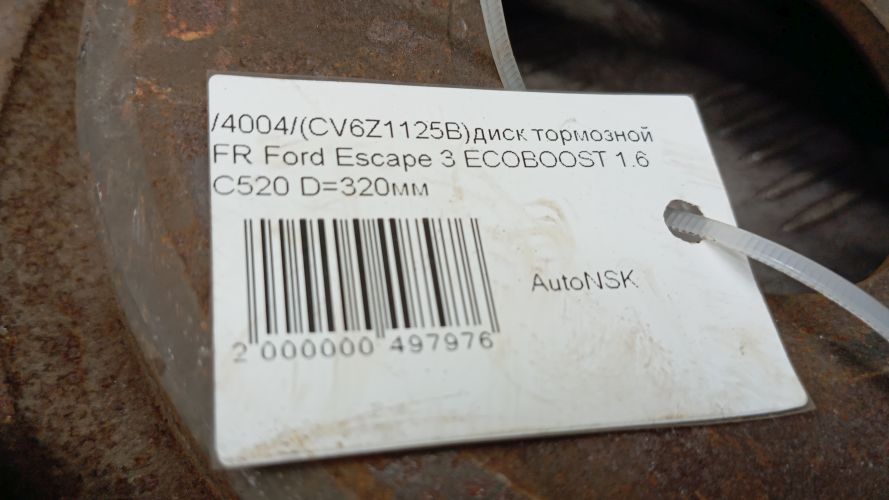 /4004/(CV6Z1125B)диск тормозной
FR Ford Escape 3 ECOBOOST 1.6
C520 D=320мм
AutoNSK
2 000000 497976